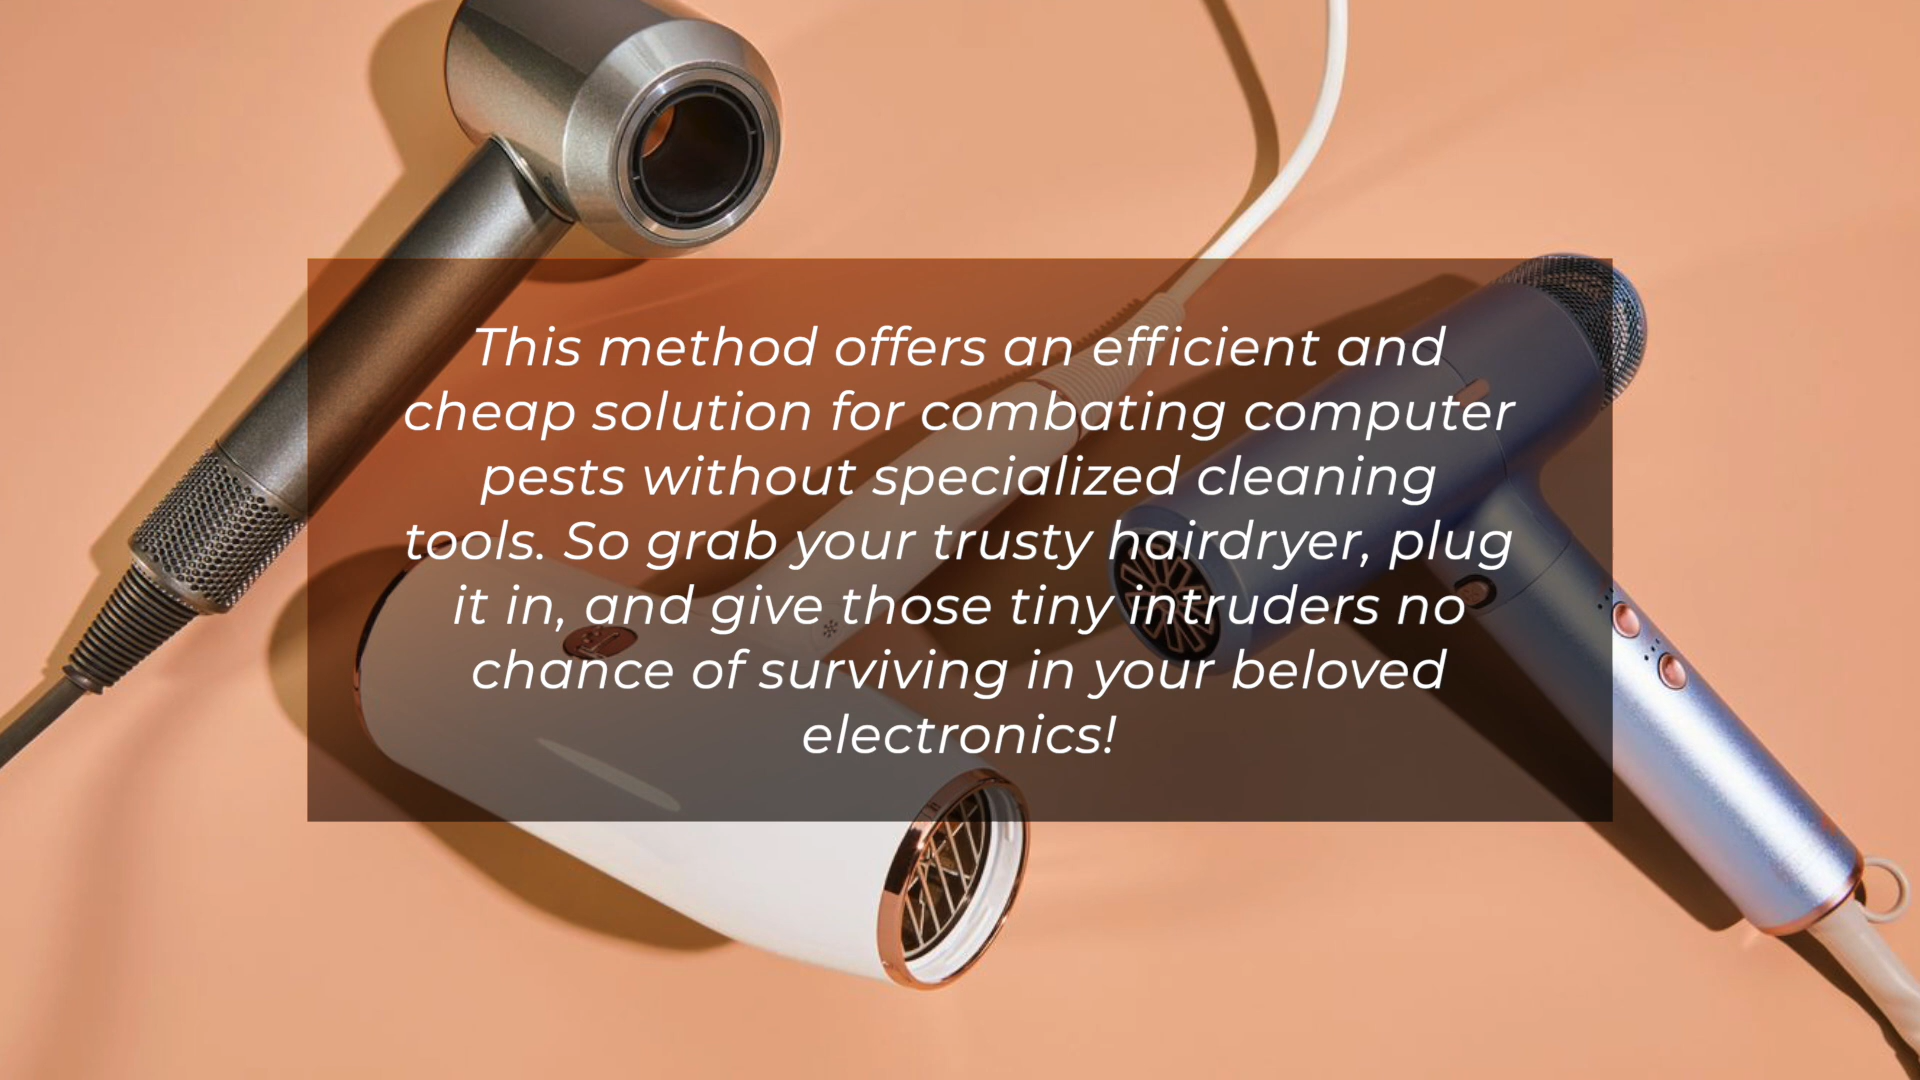 This method offers an efficient and
cheap solution for combating computer
pests without specialized cleaning
tools. So grab your trusty hairdryer, plug
it in, and give those tiny intruders no
chance of surviving in your beloved
electronics!